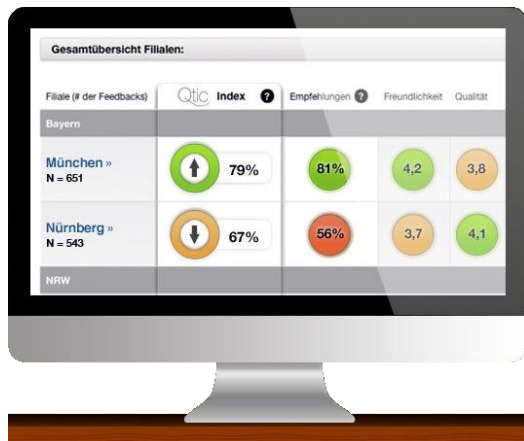 Gesamtübersicht Filialen:
Filiale (# der Feedbacks) Qtic Index ? Empfehlungen ? Freundlichkeit Qualität
Bayern
München » 79% 81% 4,2 3,8
N = 651
Nürnberg » 67% 56% 3,7 4,1
N = 543
NRW